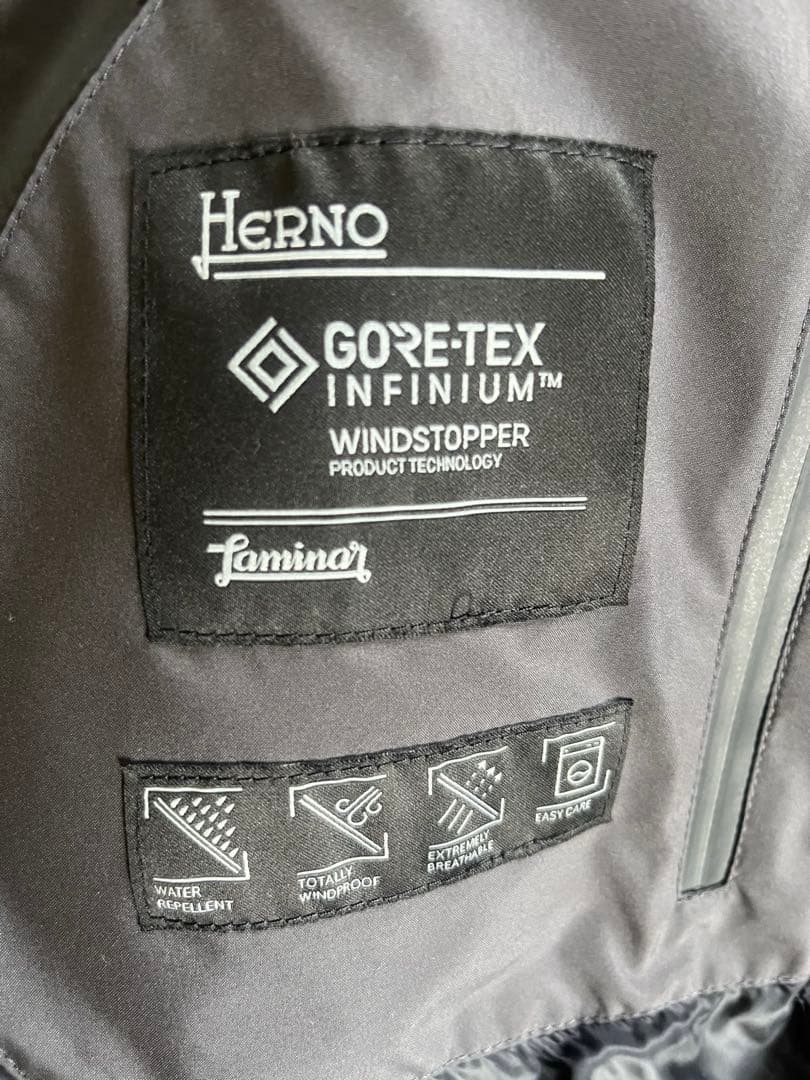 HERNO
GORE-TEX
INFINIUM™
WINDSTOPPER
PRODUCT TECHNOLOGY
Laminar
WATER
REPELLENT
TOTALLY
WINDPROOF
EXTREMELY
BREATHABLE
EASY CARE